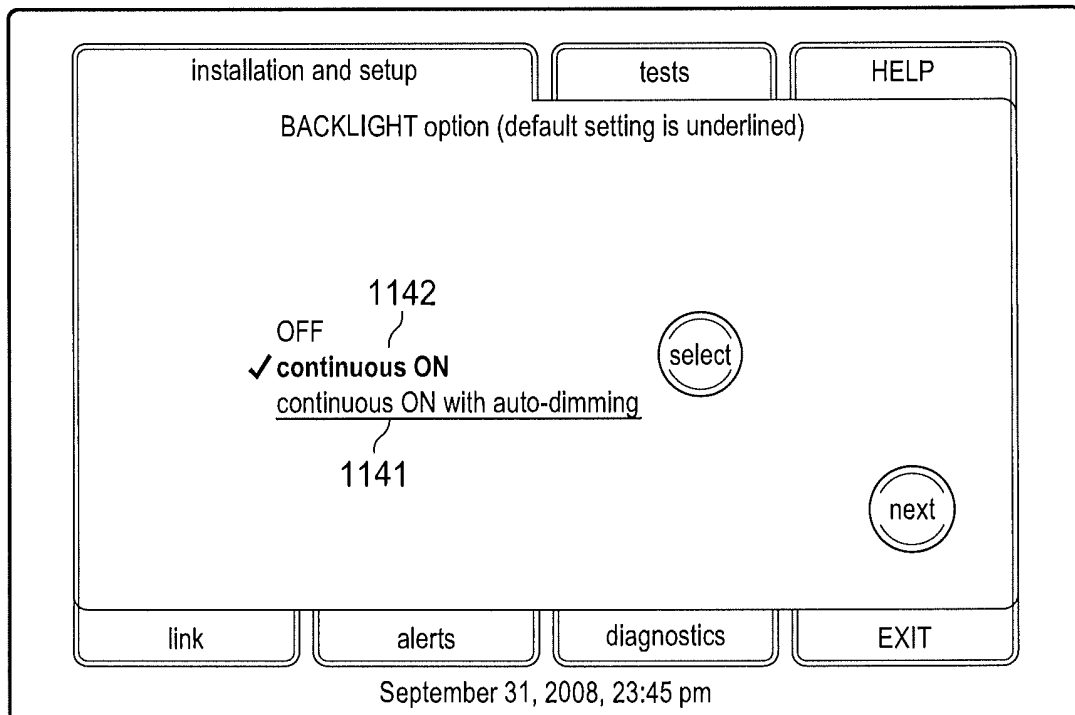 installation and setup
tests
HELP
BACKLIGHT option (default setting is underlined)
1142
OFF
✓ continuous ON
continuous ON with auto-dimming
1141
select
next
link
alerts
diagnostics
EXIT
September 31, 2008, 23:45 pm